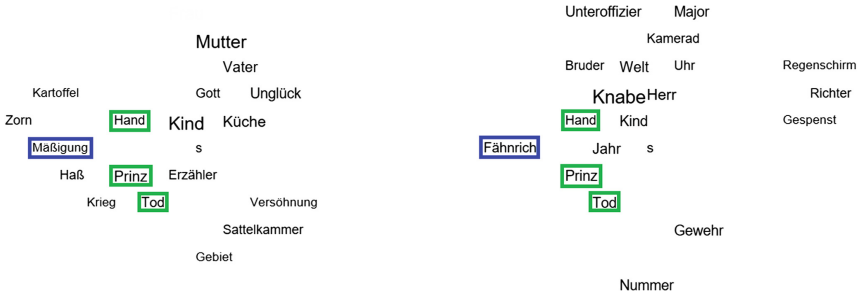 Mutter
Vater
Kartoffel Gott Unglück
Zorn Hand Kind Küche
Mäßigung s
Haß Prinz Erzähler
Krieg Tod Versöhnung
Sattelkammer
Gebiet
Unteroffizier Major
Kamerad
Bruder Welt Uhr Regenschirm
Knabe Herr Richter
Hand Kind Gespenst
Fähnrich Jahr s
Prinz
Tod
Gewehr
Nummer